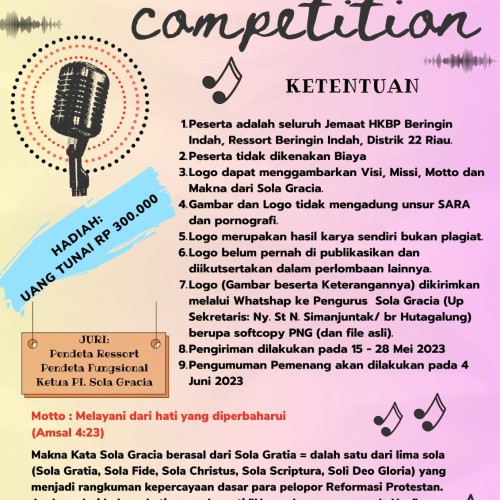 competition
KETENTUAN
1.Peserta adalah seluruh Jemaat HKBP Beringin
Indah, Ressort Beringin Indah, Distrik 22 Riau.
2.Peserta tidak dikenakan Biaya
3.Logo dapat menggambarkan Visi, Missi, Motto dan
Makna dari Sola Gracia.
4.Gambar dan Logo tidak mengadung unsur SARA
dan pornografi.
5.Logo merupakan hasil karya sendiri bukan plagiat.
6.Logo belum pernah di publikasikan dan
diikutsertakan dalam perlombaan lainnya.
7.Logo (Gambar beserta Keterangannya) dikirimkan
melalui Whatshap ke Pengurus Sola Gracia (Up
Sekretaris: Ny. St N. Simanjuntak/ br Hutagalung)
berupa softcopy PNG (dan file asli).
8.Pengiriman dilakukan pada 15 - 28 Mei 2023
9.Pengumuman Pemenang akan dilakukan pada 4
Juni 2023
HADIAH:
UANG TUNAI RP 300.000
JURI:
Pendeta Ressort
Pendeta Fungsional
Ketua PI. Sola Gracia
Motto : Melayani dari hati yang diperbaharui
(Amsal 4:23)
Makna Kata Sola Gracia berasal dari Sola Gratia = dalah satu dari lima sola
(Sola Gratia, Sola Fide, Sola Christus, Sola Scriptura, Soli Deo Gloria) yang
menjadi rangkuman kepercayaan dasar para pelopor Reformasi Protestan.